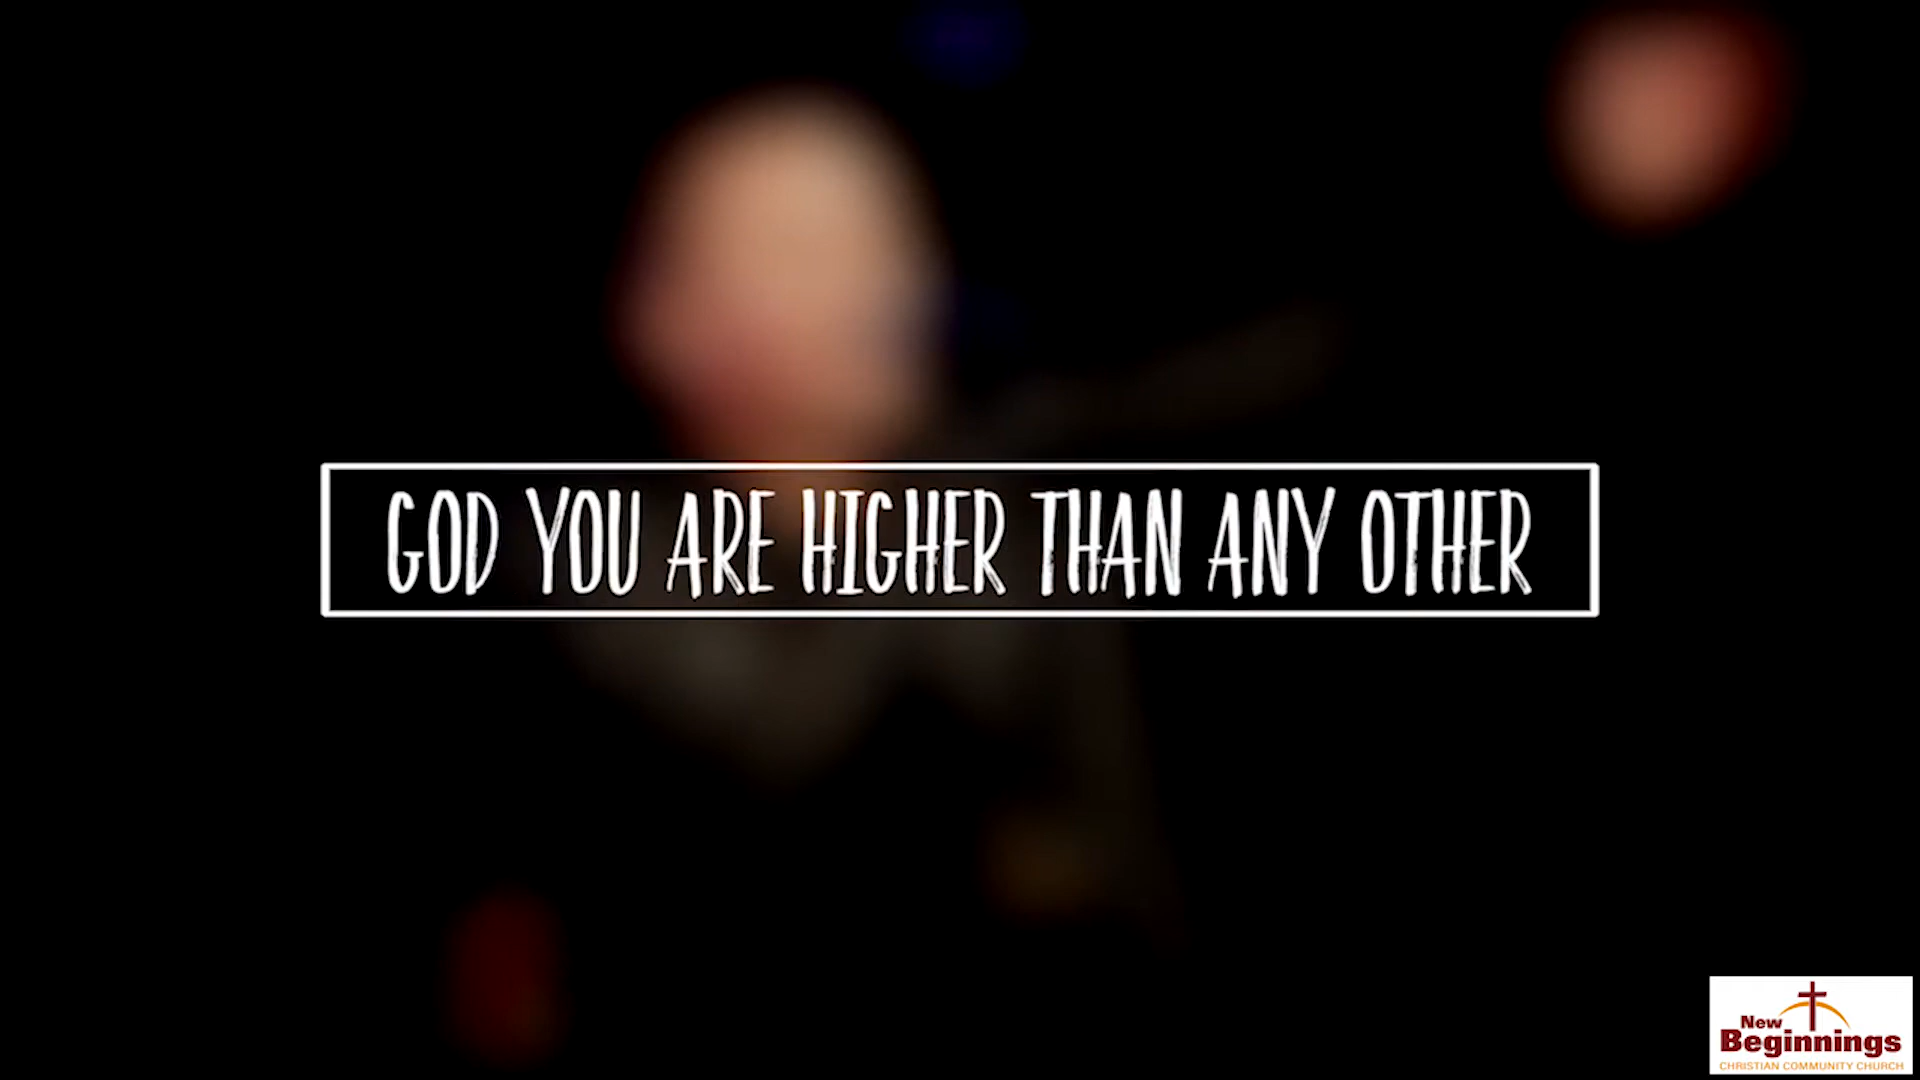 GOD YOU ARE HIGHER THAN ANY OTHER
New
Beginnings
CHRISTIAN COMMUNITY CHURCH